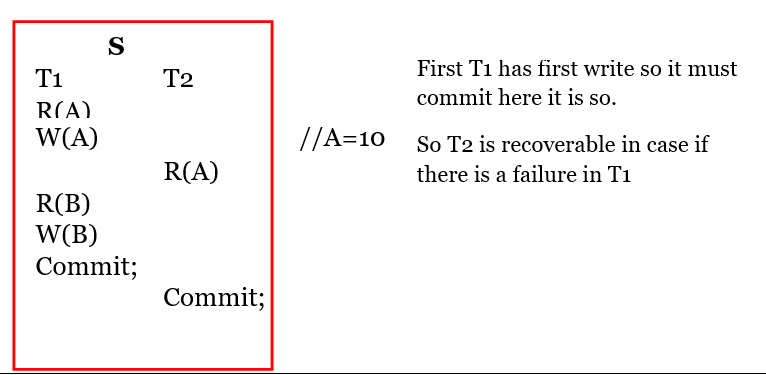 S
T1 T2
R(A)
W(A) //A=10
R(A)
R(B)
W(B)
Commit;
Commit;
First T1 has first write so it must
commit here it is so.
So T2 is recoverable in case if
there is a failure in T1